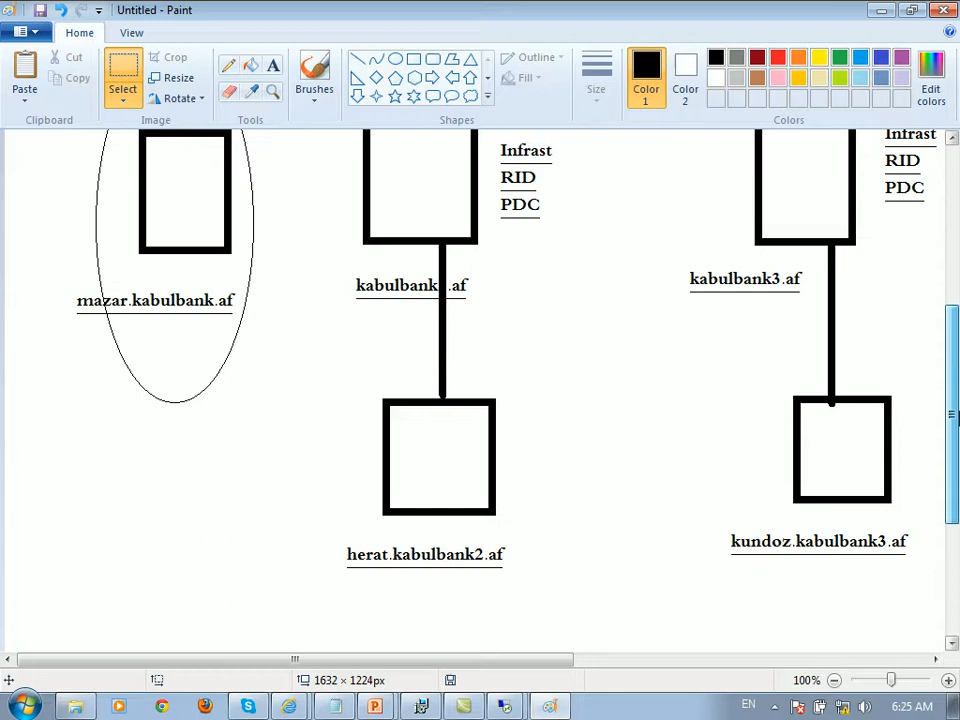 Untitled - Paint
Home
View
Paste
Cut
Copy
Clipboard
Select
Crop
Resize
Rotate
Image
A
Tools
Brushes
Shapes
Outline
Fill
Size
Color 1
Color 2
Edit colors
Colors
Infrast
RID
PDC
Infrast
RID
PDC
mazar.kabulbank.af
kabulbank .af
kabulbank3.af
herat.kabulbank2.af
kundoz.kabulbank3.af
1632 × 1224px
100%
EN
6:25 AM